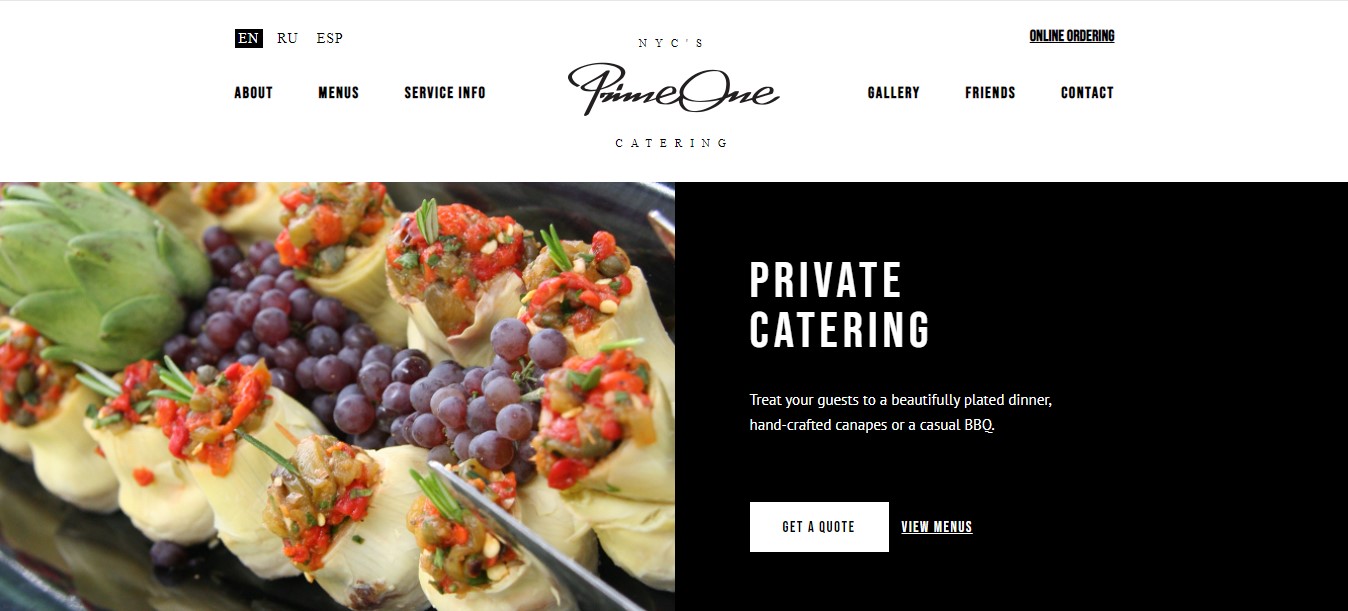 EN RU ESP
ONLINE ORDERING
NYC'S
PrimeOne
CATERING
ABOUT MENUS SERVICE INFO
GALLERY FRIENDS CONTACT
PRIVATE
CATERING
Treat your guests to a beautifully plated dinner,
hand-crafted canapes or a casual BBQ.
GET A QUOTE VIEW MENUS